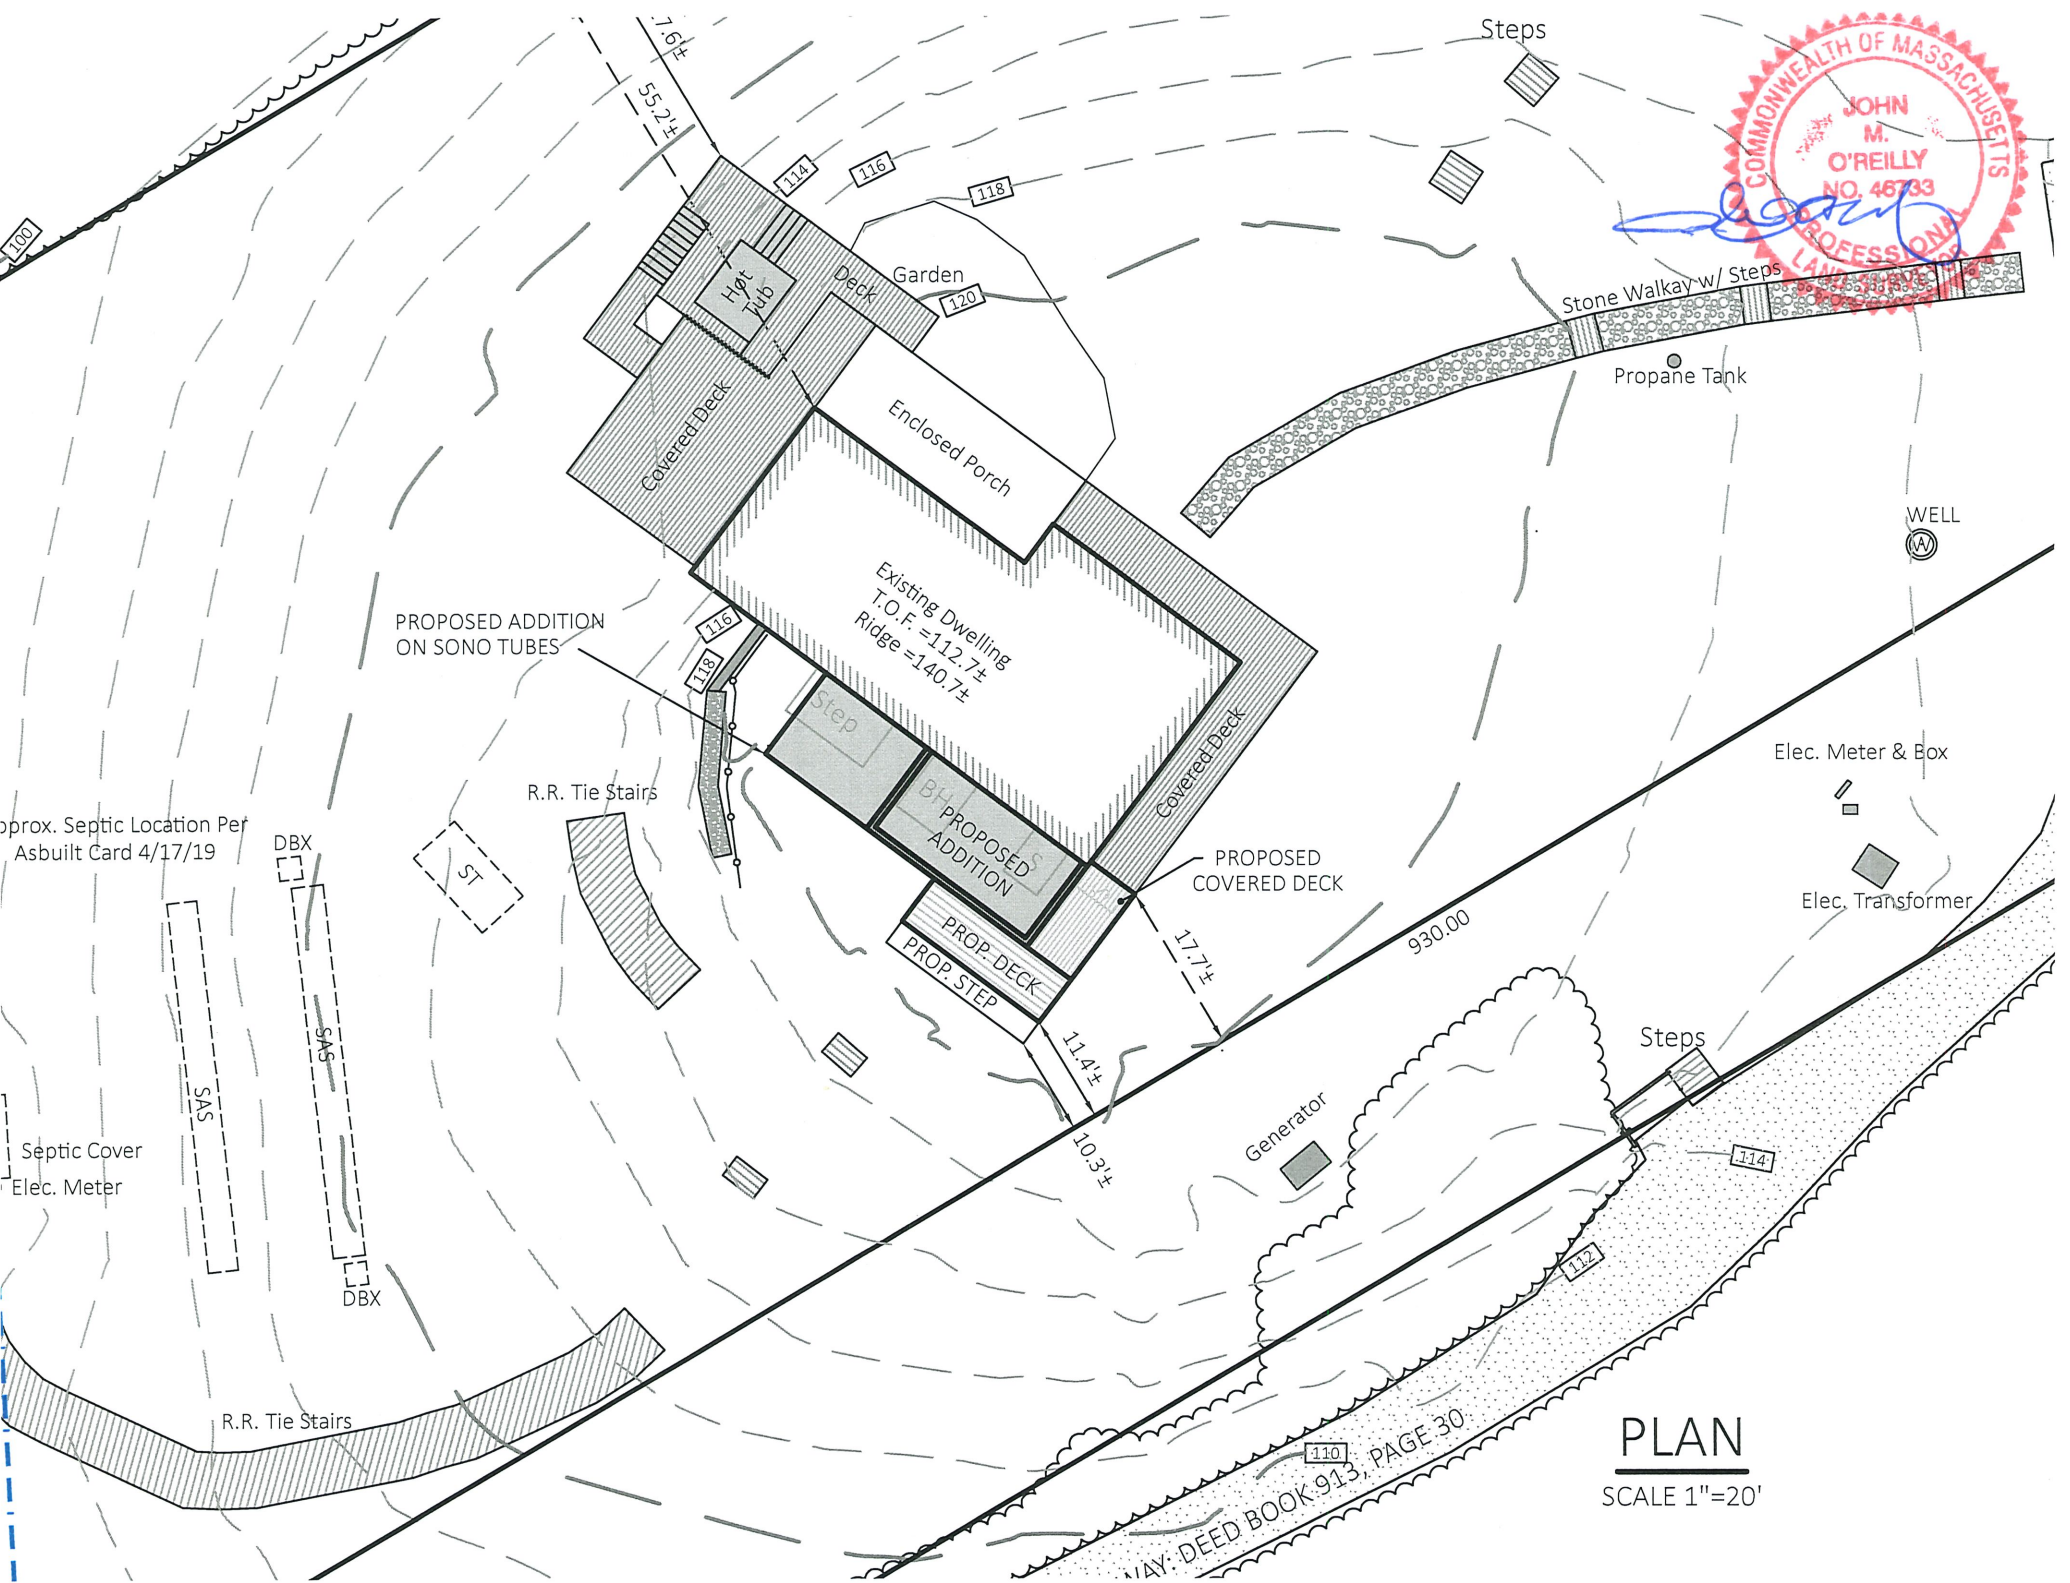 7.6'±
55.2'±
Steps
COMMONWEALTH OF MASSACHUSETTS
JOHN
M.
O'REILLY
NO. 46733
PROFESSIONAL
LAND
100
114
116
118
Garden
120
Deck
Hot
Tub
Stone Walkay w/ Steps
Propane Tank
Covered Deck
Enclosed Porch
WELL
W
Existing Dwelling
T.O.F. =112.7±
Ridge =140.7±
PROPOSED ADDITION
ON SONO TUBES
116
118
Step
Covered Deck
Elec. Meter & Box
R.R. Tie Stairs
BH
PROPOSED
ADDITION
S
pprox. Septic Location Per
Asbuilt Card 4/17/19
DBX
ST
PROPOSED
COVERED DECK
Elec. Transformer
930.00
17.7'±
PROP. DECK
PROP. STEP
SAS
SAS
11.4'±
10.3'±
Steps
Generator
114
Septic Cover
Elec. Meter
112
DBX
R.R. Tie Stairs
110
WAY: DEED BOOK 913, PAGE 30
PLAN
SCALE 1"=20'